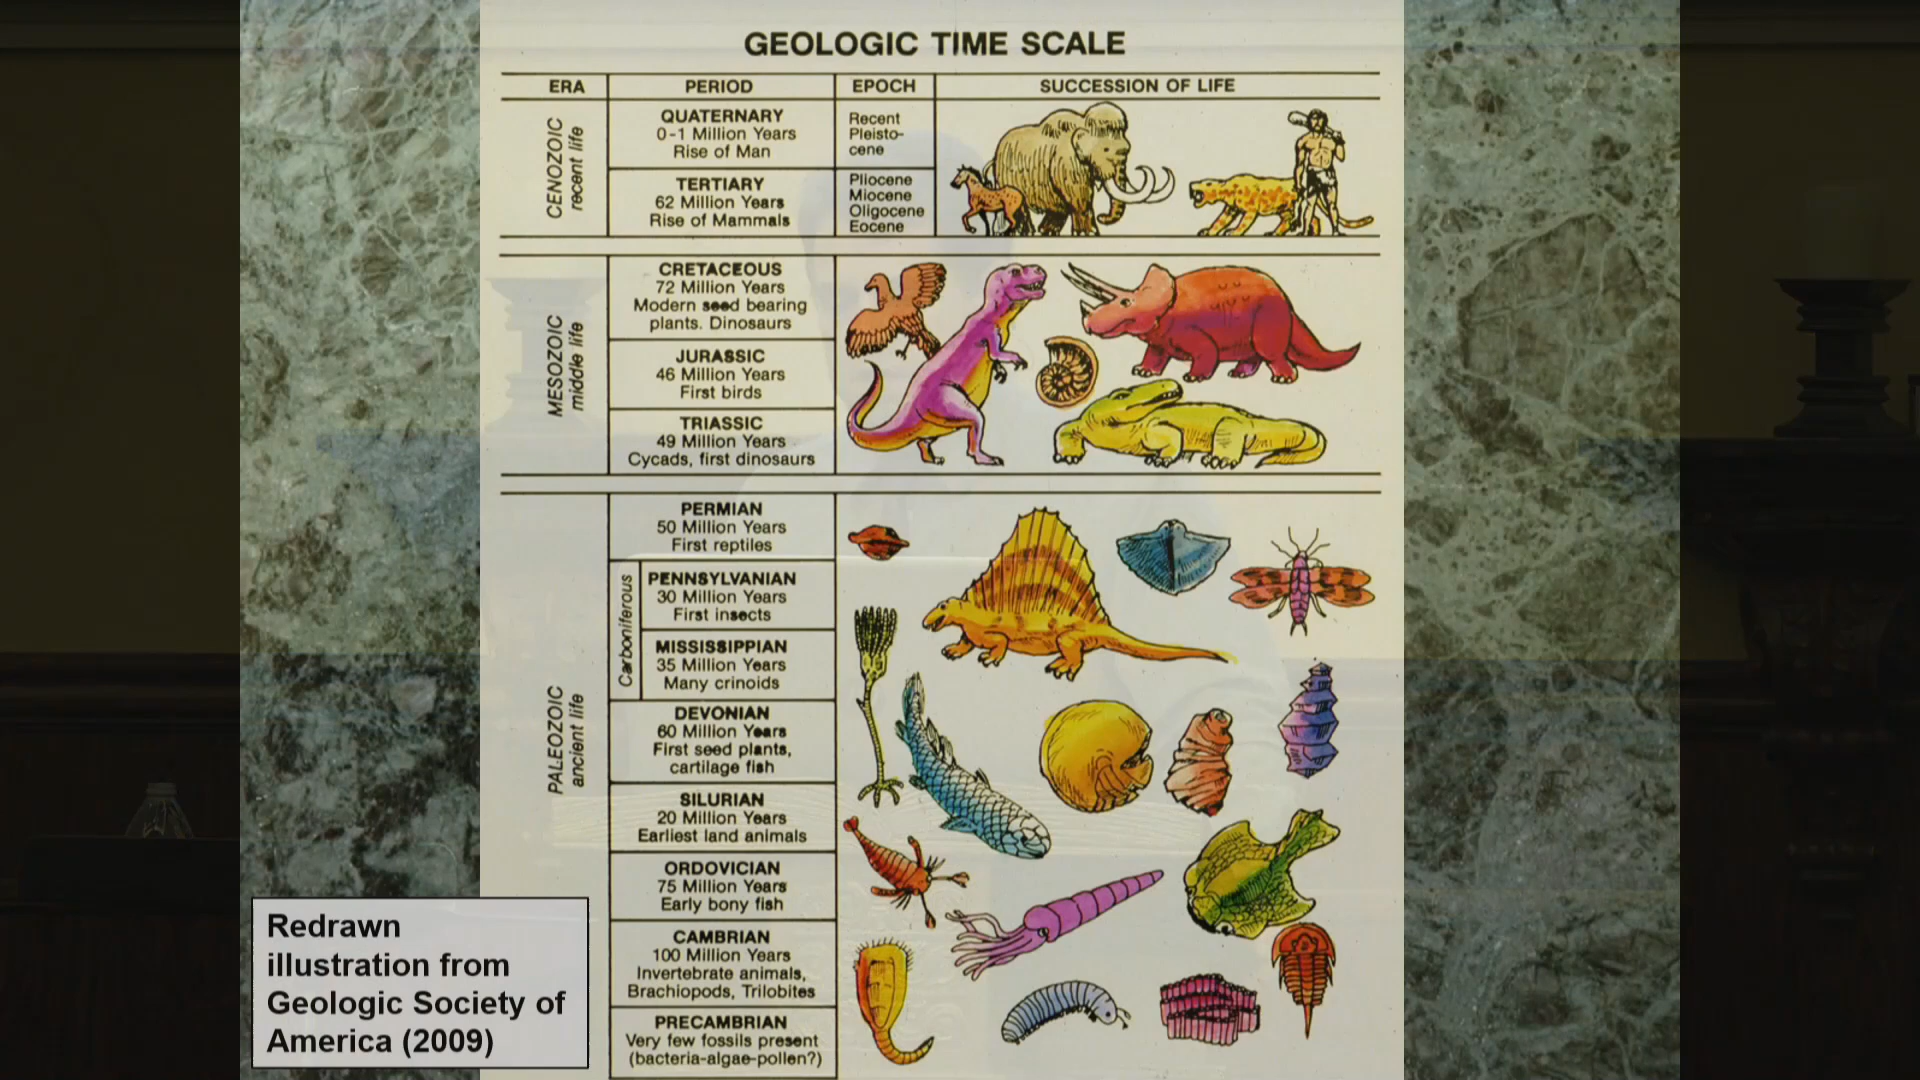 GEOLOGIC TIME SCALE
ERA
PERIOD
EPOCH
SUCCESSION OF LIFE
CENOZOIC
recent life
QUATERNARY
0-1 Million Years
Rise of Man
Recent
Pleisto-
cene
TERTIARY
62 Million Years
Rise of Mammals
Pliocene
Miocene
Oligocene
Eocene
MESOZOIC
middle life
CRETACEOUS
72 Million Years
Modern seed bearing
plants. Dinosaurs
JURASSIC
46 Million Years
First birds
TRIASSIC
49 Million Years
Cycads, first dinosaurs
PALEOZOIC
ancient life
PERMIAN
50 Million Years
First reptiles
Carboniferous
PENNSYLVANIAN
30 Million Years
First insects
MISSISSIPPIAN
35 Million Years
Many crinoids
DEVONIAN
60 Million Years
First seed plants,
cartilage fish
SILURIAN
20 Million Years
Earliest land animals
ORDOVICIAN
75 Million Years
Early bony fish
CAMBRIAN
100 Million Years
Invertebrate animals,
Brachiopods, Trilobites
PRECAMBRIAN
Very few fossils present
(bacteria-algae-pollen?)
Redrawn
illustration from
Geologic Society of
America (2009)